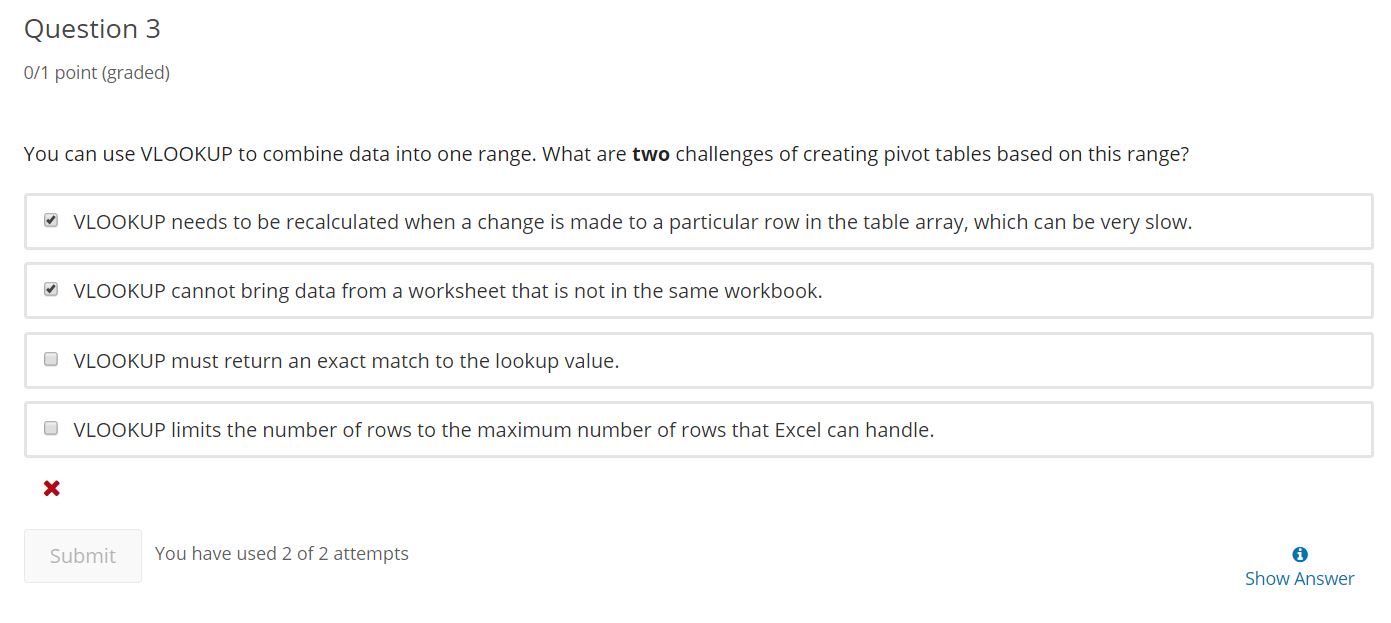 Question 3
0/1 point (graded)
You can use VLOOKUP to combine data into one range. What are two challenges of creating pivot tables based on this range?
VLOOKUP needs to be recalculated when a change is made to a particular row in the table array, which can be very slow.
VLOOKUP cannot bring data from a worksheet that is not in the same workbook.
VLOOKUP must return an exact match to the lookup value.
VLOOKUP limits the number of rows to the maximum number of rows that Excel can handle.
Submit
You have used 2 of 2 attempts
Show Answer